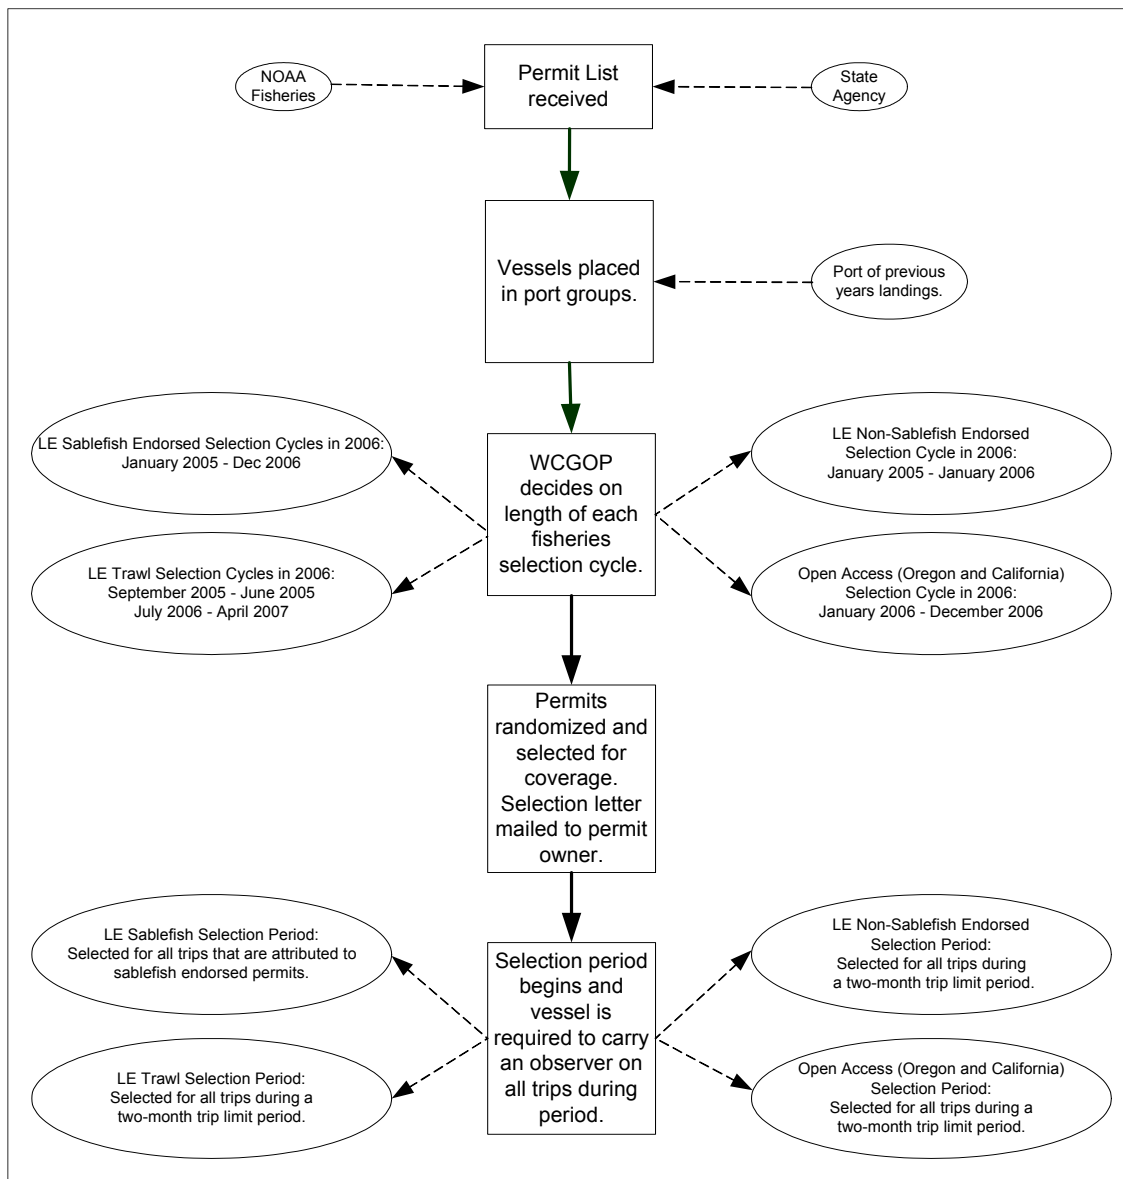 NOAA
Fisheries
Permit List
received
State
Agency
Vessels placed
in port groups.
Port of previous
years landings.
LE Sablefish Endorsed Selection Cycles in 2006:
January 2005 - Dec 2006
LE Trawl Selection Cycles in 2006:
September 2005 - June 2005
July 2006 - April 2007
WCGOP
decides on
length of each
fisheries
selection cycle.
LE Non-Sablefish Endorsed
Selection Cycle in 2006:
January 2005 - January 2006
Open Access (Oregon and California)
Selection Cycle in 2006:
January 2006 - December 2006
Permits
randomized and
selected for
coverage.
Selection letter
mailed to permit
owner.
LE Sablefish Selection Period:
Selected for all trips that are attributed to
sablefish endorsed permits.
LE Trawl Selection Period:
Selected for all trips during a
two-month trip limit period.
Selection period
begins and
vessel is
required to carry
an observer on
all trips during
period.
LE Non-Sablefish Endorsed
Selection Period:
Selected for all trips during
a two-month trip limit period.
Open Access (Oregon and California)
Selection Period:
Selected for all trips during a
two-month trip limit period.